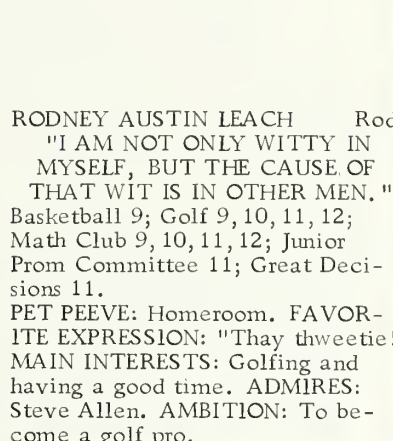 RODNEY AUSTIN LEACH Rod
"I AM NOT ONLY WITTY IN
MYSELF, BUT THE CAUSE OF
THAT WIT IS IN OTHER MEN."
Basketball 9; Golf 9, 10, 11, 12;
Math Club 9, 10, 11, 12; Junior
Prom Committee 11; Great Deci-
sions 11.
PET PEEVE: Homeroom. FAVOR-
ITE EXPRESSION: "Thay thweetie!
MAIN INTERESTS: Golfing and
having a good time. ADMIRES:
Steve Allen. AMBITION: To be-
come a golf pro.